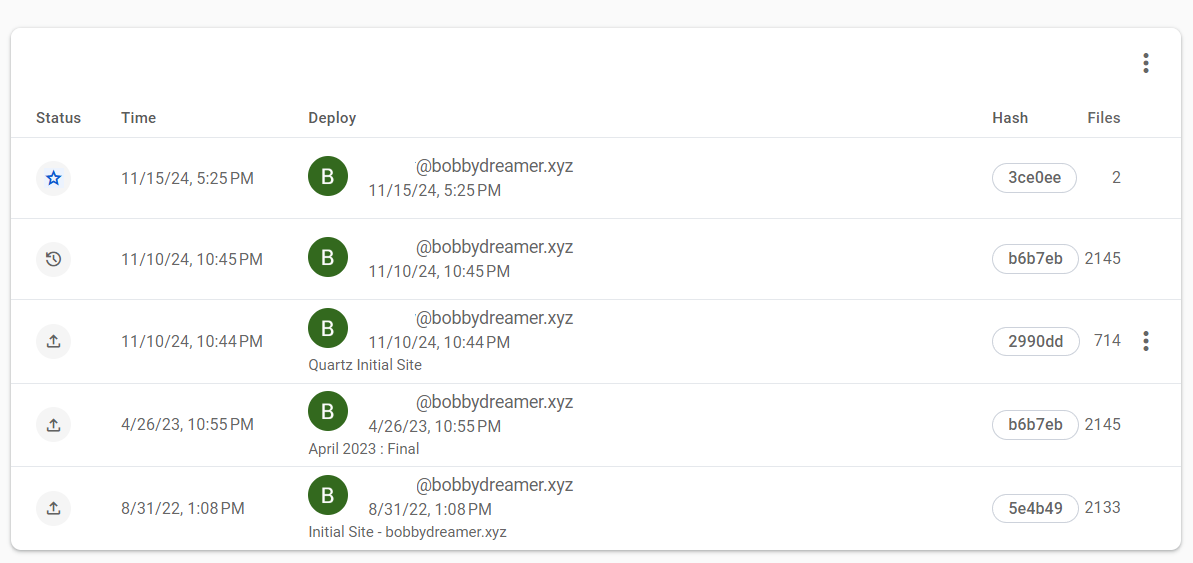 Status Time Deploy Hash Files
11/15/24, 5:25 PM B @bobbydreamer.xyz 3ce0ee 2
11/15/24, 5:25 PM
11/10/24, 10:45 PM B @bobbydreamer.xyz b6b7eb 2145
11/10/24, 10:45 PM
11/10/24, 10:44 PM B @bobbydreamer.xyz 2990dd 714
11/10/24, 10:44 PM
Quartz Initial Site
4/26/23, 10:55 PM B @bobbydreamer.xyz b6b7eb 2145
4/26/23, 10:55 PM
April 2023 : Final
8/31/22, 1:08 PM B @bobbydreamer.xyz 5e4b49 2133
8/31/22, 1:08 PM
Initial Site - bobbydreamer.xyz